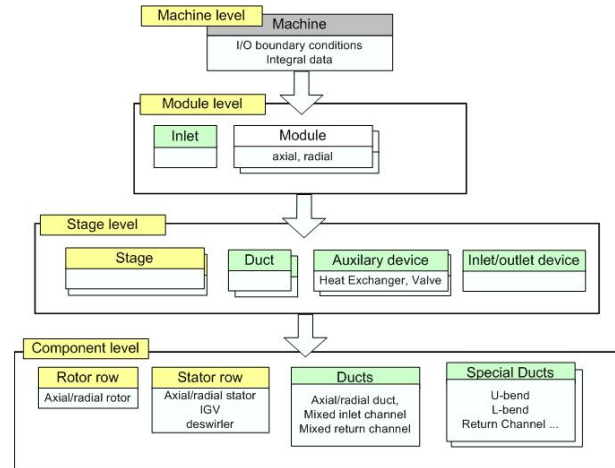 Machine level
Machine
I/O boundary conditions
Integral data
Module level
Inlet
Module
axial, radial
Stage level
Stage
Duct
Auxilary device
Inlet/outlet device
Heat Exchanger, Valve
Component level
Rotor row
Stator row
Ducts
Special Ducts
Axial/radial rotor
Axial/radial stator
IGV
deswirler
Axial/radial duct,
Mixed inlet channel
Mixed return channel
U-bend
L-bend
Return Channel ...